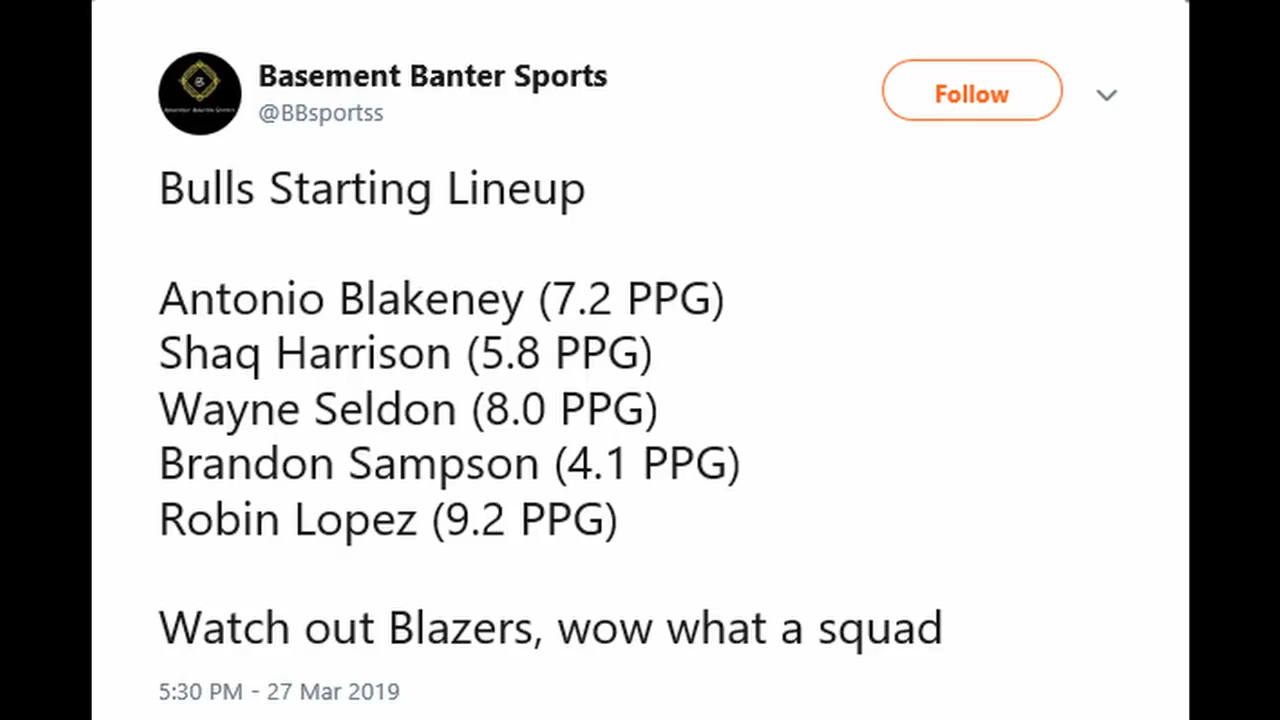 Basement Banter Sports
@BBsportss
Follow
Bulls Starting Lineup
Antonio Blakeney (7.2 PPG)
Shaq Harrison (5.8 PPG)
Wayne Seldon (8.0 PPG)
Brandon Sampson (4.1 PPG)
Robin Lopez (9.2 PPG)
Watch out Blazers, wow what a squad
5:30 PM - 27 Mar 2019